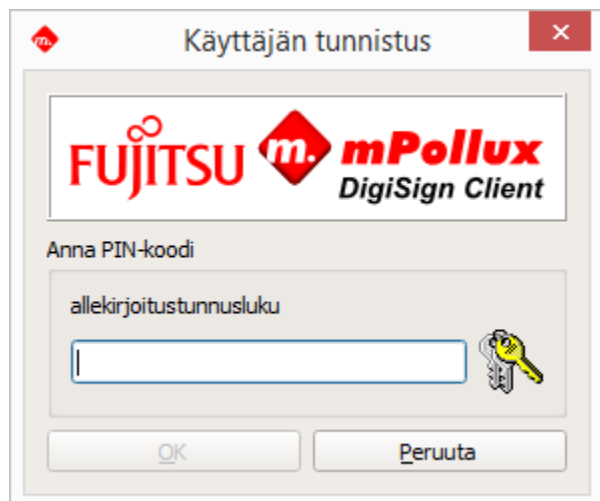 m. Käyttäjän tunnistus
FUJITSU m. mPollux
DigiSign Client
Anna PIN-koodi
allekirjoitustunnusluku
OK Peruuta